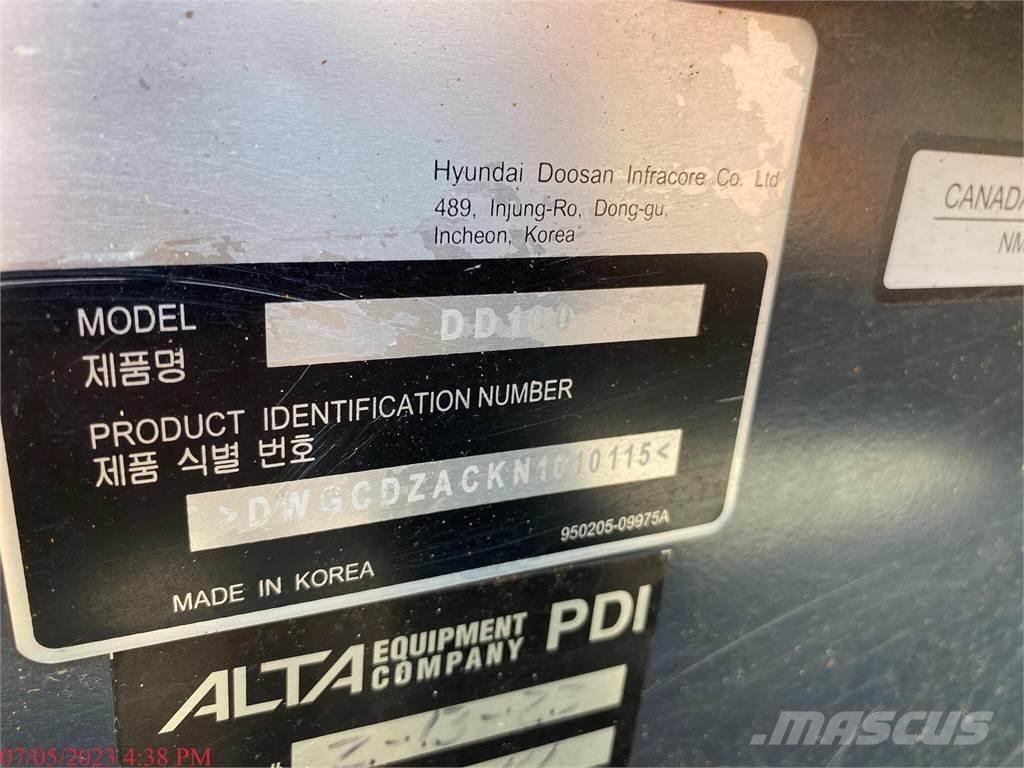 Hyundai Doosan Infracore Co. Ltd
489, Injung-Ro, Dong-gu,
Incheon, Korea
MODEL DD100
제품명
PRODUCT IDENTIFICATION NUMBER
제품 식별 번호
>DWGCDZACKN1010115<
950205-09975A
MADE IN KOREA
CANADA
NM
ALTA EQUIPMENT COMPANY PDI
MASCUS
07/05/2023 4:38 PM